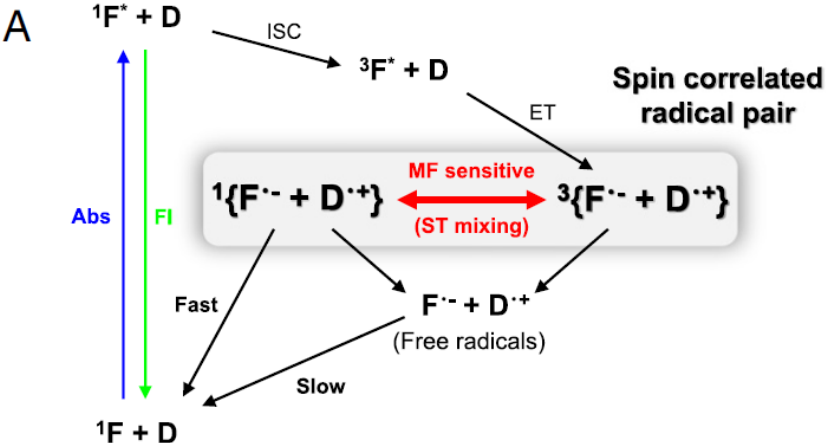 A
¹F* + D
ISC
³F* + D
Spin correlated
radical pair
ET
MF sensitive
¹{F·- + D·+}
³{F·- + D·+}
(ST mixing)
Abs
Fl
Fast
F·- + D·+
(Free radicals)
Slow
¹F + D